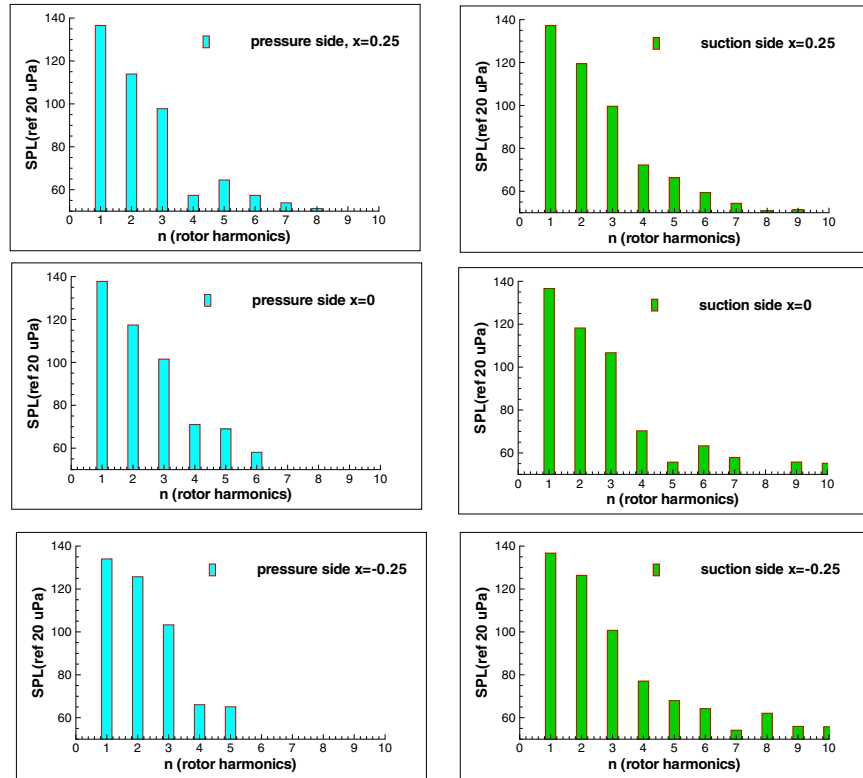 140
120
100
80
60
SPL(ref 20 uPa)
pressure side, x=0.25
0 1 2 3 4 5 6 7 8 9 10
n (rotor harmonics)
140
120
100
80
60
SPL(ref 20 uPa)
suction side x=0.25
0 1 2 3 4 5 6 7 8 9 10
n (rotor harmonics)
140
120
100
80
60
SPL(ref 20 uPa)
pressure side x=0
0 1 2 3 4 5 6 7 8 9 10
n (rotor harmonics)
140
120
100
80
60
SPL(ref 20 uPa)
suction side x=0
0 1 2 3 4 5 6 7 8 9 10
n (rotor harmonics)
140
120
100
80
60
SPL(ref 20 uPa)
pressure side x=-0.25
0 1 2 3 4 5 6 7 8 9 10
n (rotor harmonics)
140
120
100
80
60
SPL(ref 20 uPa)
suction side x=-0.25
0 1 2 3 4 5 6 7 8 9 10
n (rotor harmonics)